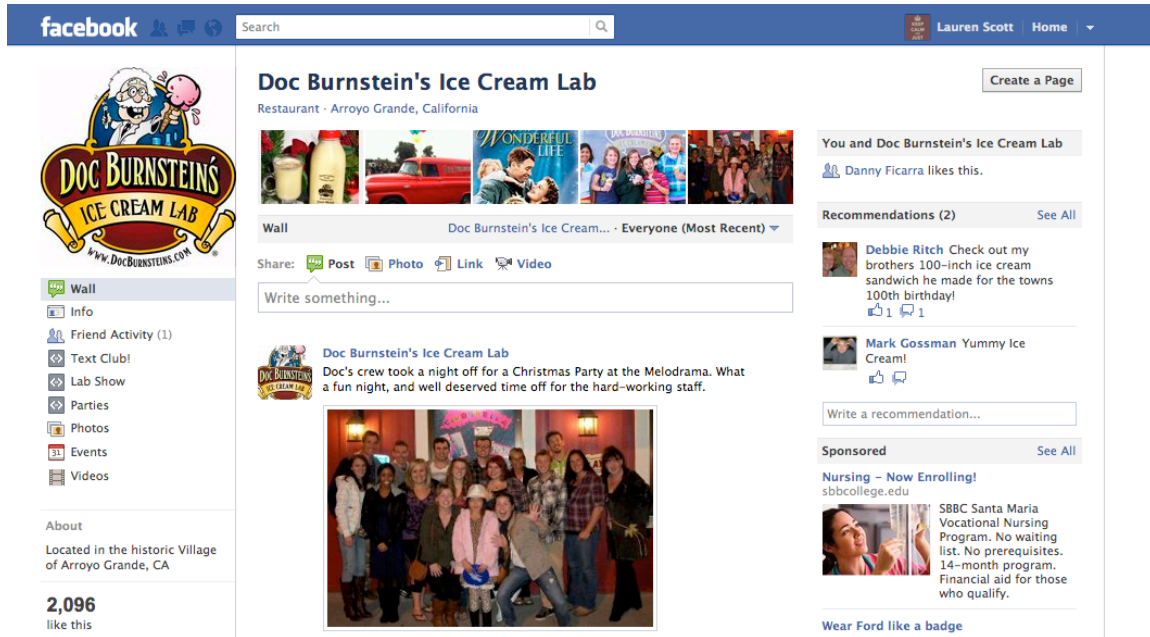 facebook
Search
Lauren Scott
Home
DOC BURNSTEIN'S
ICE CREAM LAB
WWW.DOCBURNSTEINS.COM
Wall
Info
Friend Activity (1)
Text Club!
Lab Show
Parties
Photos
Events
Videos
About
Located in the historic Village
of Arroyo Grande, CA
2,096
like this
Doc Burnstein's Ice Cream Lab
Restaurant · Arroyo Grande, California
WONDERFUL
LIFE
Wall
Doc Burnstein's Ice Cream... · Everyone (Most Recent)
Share: Post Photo Link Video
Write something...
Doc Burnstein's Ice Cream Lab
Doc's crew took a night off for a Christmas Party at the Melodrama. What
a fun night, and well deserved time off for the hard-working staff.
DOC BURNSTEIN'S
ICE CREAM LAB
Create a Page
You and Doc Burnstein's Ice Cream Lab
Danny Ficarra likes this.
Recommendations (2) See All
Debbie Ritch Check out my
brothers 100-inch ice cream
sandwich he made for the towns
100th birthday!
1 1
Mark Gossman Yummy Ice
Cream!
Write a recommendation...
Sponsored See All
Nursing – Now Enrolling!
sbbcollege.edu
SBBC Santa Maria
Vocational Nursing
Program. No waiting
list. No prerequisites.
14-month program.
Financial aid for those
who qualify.
Wear Ford like a badge